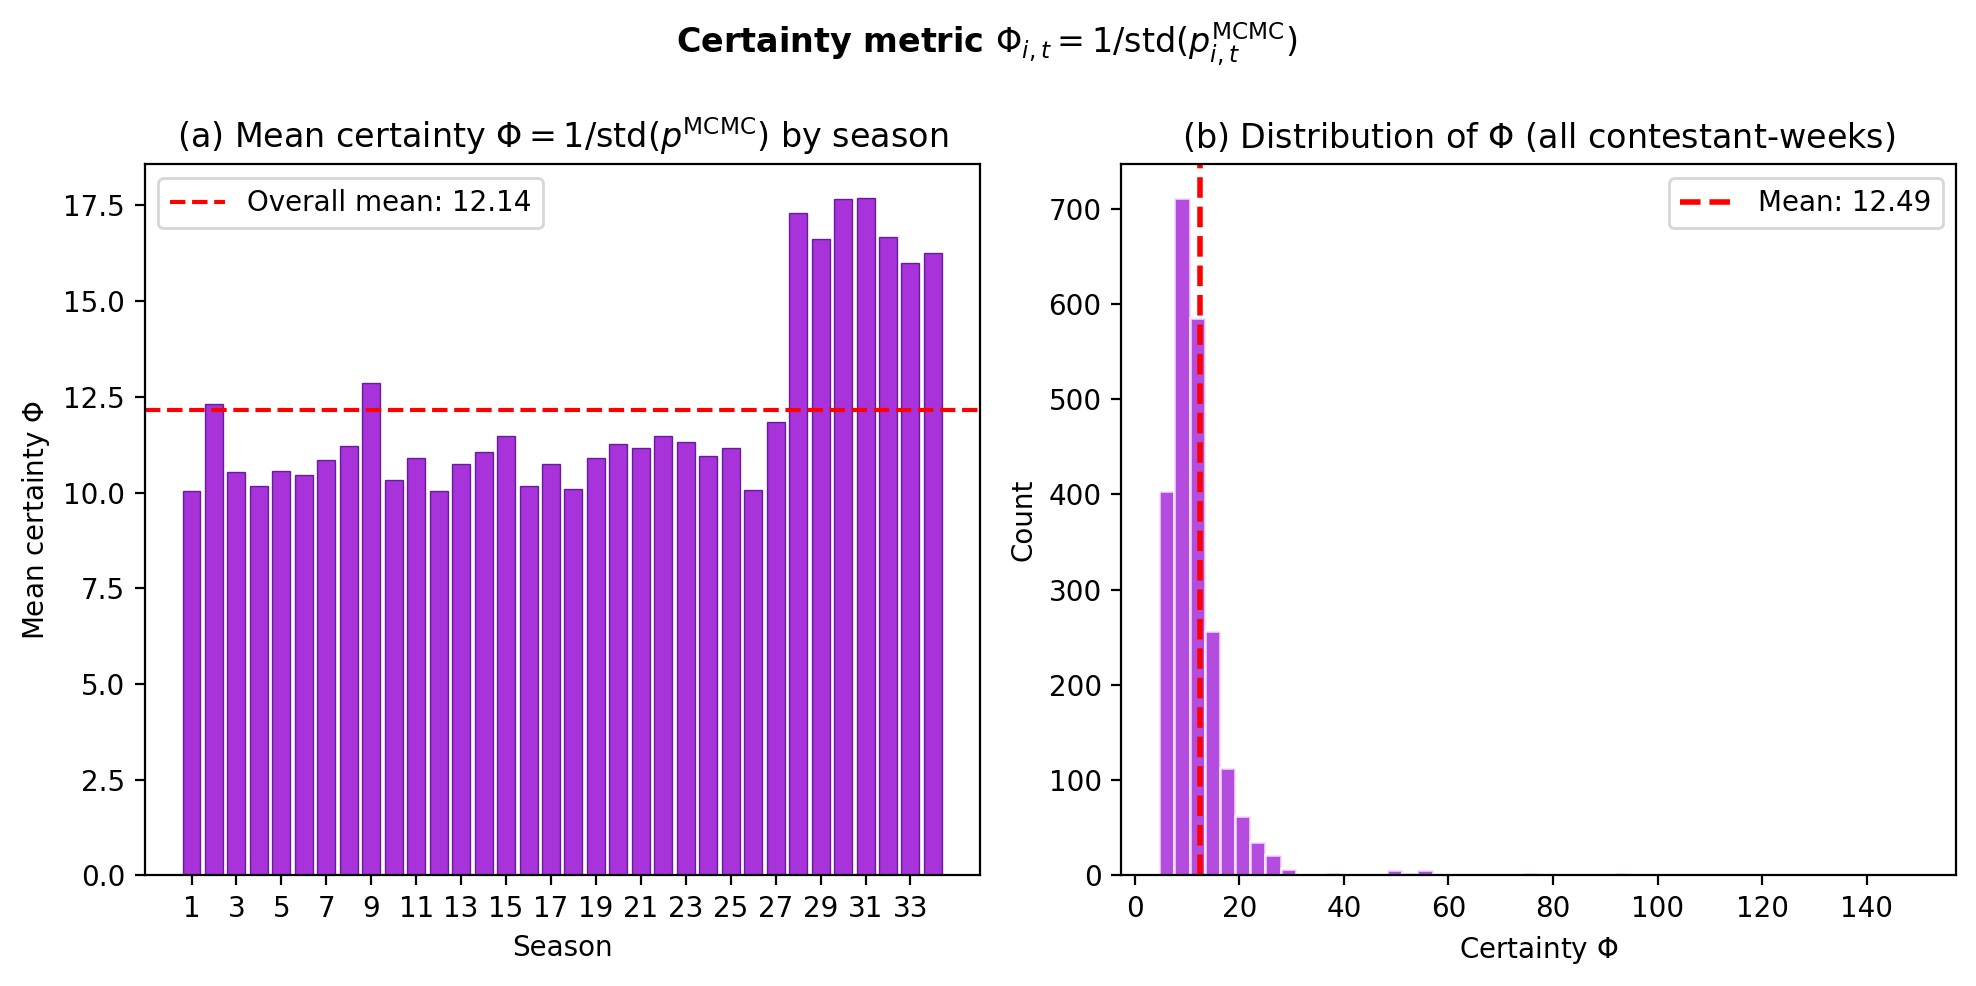 Certainty metric Φ_{i,t} = 1/std(p_{i,t}^{MCMC})
(a) Mean certainty Φ = 1/std(p^{MCMC}) by season
Overall mean: 12.14
Mean certainty Φ
17.5
15.0
12.5
10.0
7.5
5.0
2.5
0.0
1 3 5 7 9 11 13 15 17 19 21 23 25 27 29 31 33
Season
(b) Distribution of Φ (all contestant-weeks)
Mean: 12.49
Count
700
600
500
400
300
200
100
0
0 20 40 60 80 100 120 140
Certainty Φ